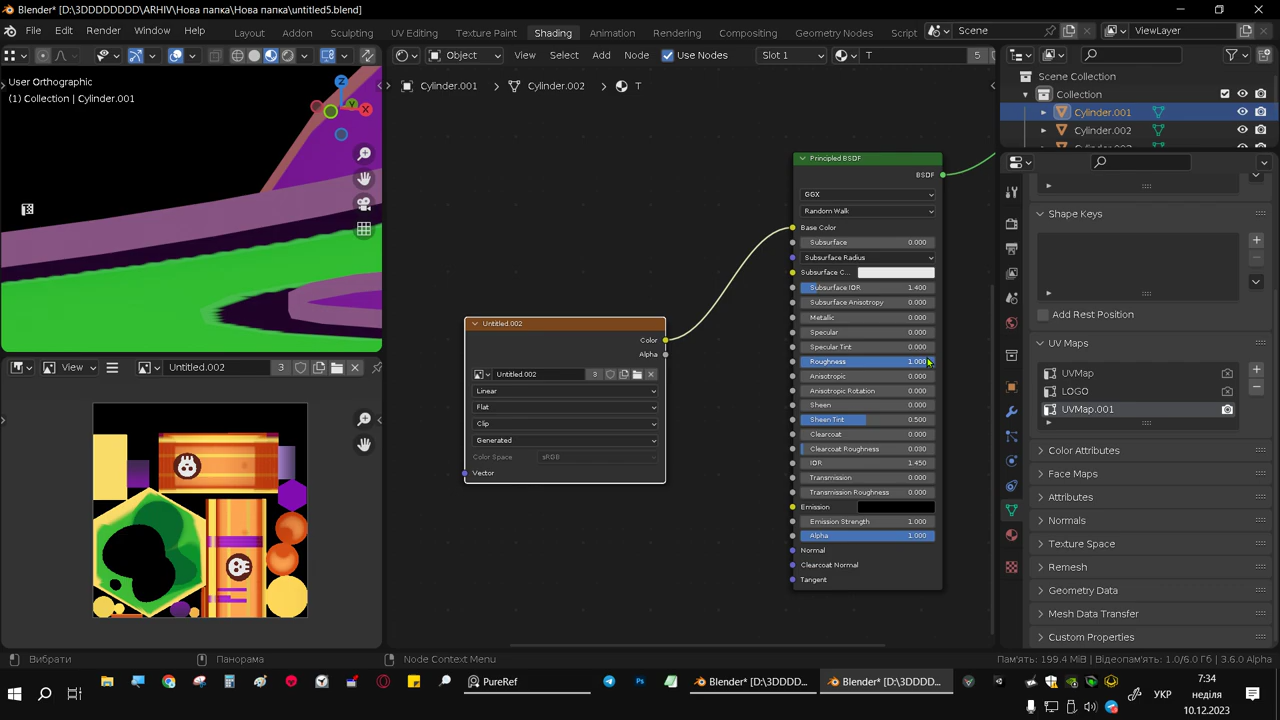 Blender* [D:\3DDDDDDD\ARHIV\Нова папка\Нова папка\untitled5.blend]
File Edit Render Window Help Layout Modeling Addon Sculpting UV Editing Texture Paint Shading Animation Rendering Compositing Geometry Nodes Script Scene ViewLayer
Object View Select Add Node Use Nodes Slot 1 T 5
User Orthographic
(1) Collection | Cylinder.001
Cylinder.001 Cylinder.002 T
Scene Collection
Collection
Cylinder.001
Cylinder.002
Principled BSDF
BSDF
GGX
Random Walk
Base Color
Subsurface 0.000
Subsurface Radius
Subsurface C...
Subsurface IOR 1.400
Subsurface Anisotropy 0.000
Metallic 0.000
Specular 0.000
Specular Tint 0.000
Roughness 1.000
Anisotropic 0.000
Anisotropic Rotation 0.000
Sheen 0.000
Sheen Tint 0.500
Clearcoat 0.000
Clearcoat Roughness 0.030
IOR 1.450
Transmission 0.000
Transmission Roughness 0.000
Emission
Emission Strength 1.000
Alpha 1.000
Normal
Clearcoat Normal
Tangent
Untitled.002
Color
Alpha
Untitled.002
Linear
Flat
Clip
Generated
Color Space sRGB
Vector
View Untitled.002 3
Shape Keys
Add Rest Position
UV Maps
UVMap
LOGO
UVMap.001
Color Attributes
Face Maps
Attributes
Normals
Texture Space
Remesh
Geometry Data
Mesh Data Transfer
Custom Properties
Вибрати Панорама Node Context Menu Пам'ять: 199.4 MiB | Відеопам'ять: 1.0/6.0 Гб | 3.6.0 Alpha
PureRef Blender* [D:\3DDDD... Blender* [D:\3DDDD...
УКР
7:34
неділя
10.12.2023